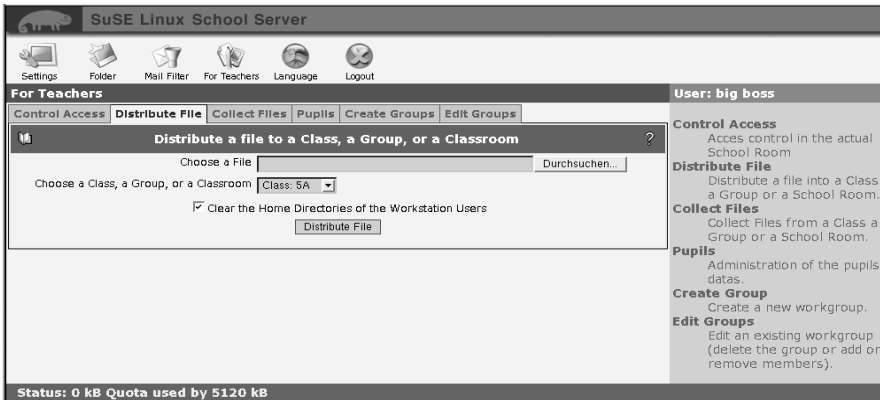 SuSE Linux School Server
Settings
Folder
Mail Filter
For Teachers
Language
Logout
For Teachers
Control Access
Distribute File
Collect Files
Pupils
Create Groups
Edit Groups
Distribute a file to a Class, a Group, or a Classroom
?
Choose a File
Durchsuchen...
Choose a Class, a Group, or a Classroom
Class: 5A
Clear the Home Directories of the Workstation Users
Distribute File
User: big boss
Control Access
Acces control in the actual
School Room
Distribute File
Distribute a file into a Class
a Group or a School Room.
Collect Files
Collect Files from a Class a
Group or a School Room.
Pupils
Administration of the pupils
datas.
Create Group
Create a new workgroup.
Edit Groups
Edit an existing workgroup
(delete the group or add or
remove members).
Status: 0 kB Quota used by 5120 kB